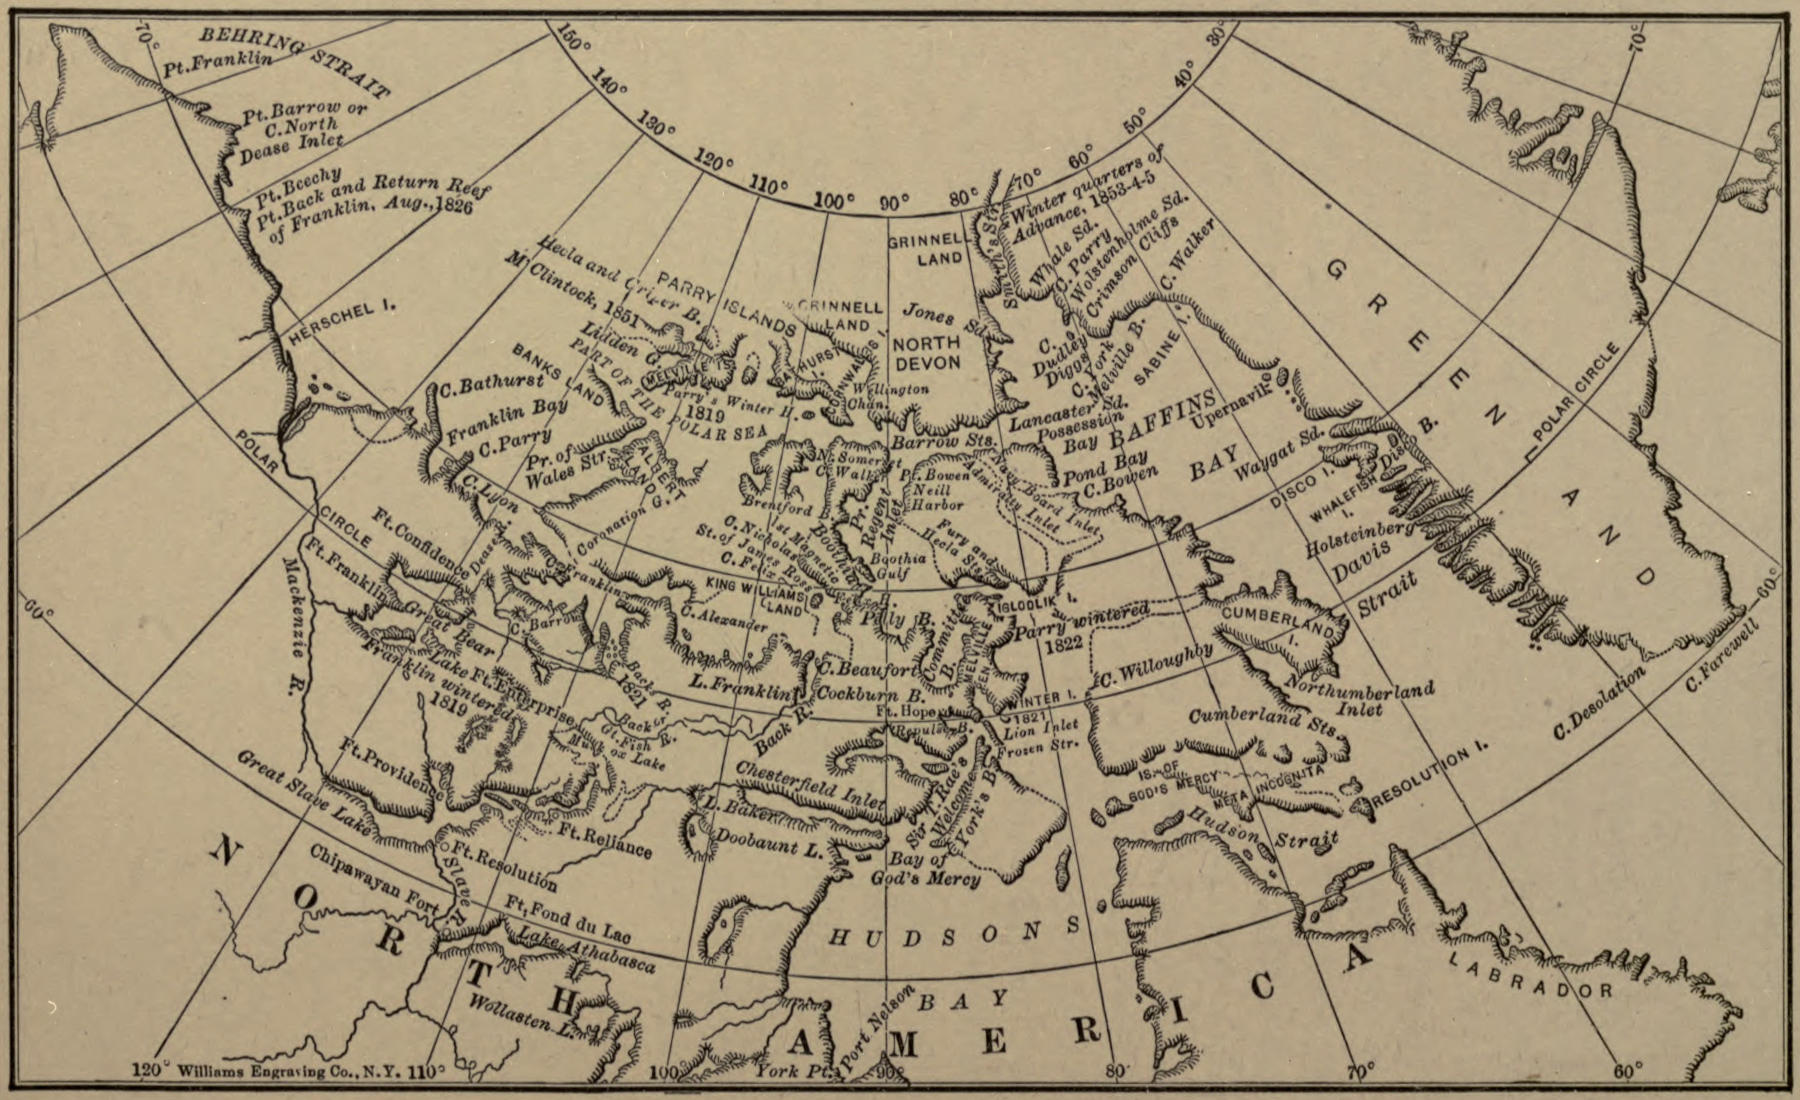 BEHRING STRAIT
Pt. Franklin
70°
Pt. Barrow or
C. North
Dease Inlet
Pt. Beechy
Pt. Back and Return Reef
of Franklin, Aug., 1826
HERSCHEL I.
150°
140°
130°
120°
110°
100°
90°
80°
70°
60°
50°
40°
30°
70°
Winter quarters of
Advance, 1853-4-5
Whale Sd.
C. Parry
Wolstenholme Sd.
Crimson Cliffs
C. Walker
GRINNELL
LAND
Hecla and Griper B.
McClintock, 1851
Lidden G.
PARRY ISLANDS
GRINNELL
LAND
Jones Sd.
NORTH
DEVON
BANKS LAND
PART OF THE POLAR SEA
MELVILLE I.
Parry's Winter H.
1819
BATHURST
I.
CORNWALLIS I.
Wellington
Chan.
C.
Dudley
Diggs
C. York
Melville B.
SABINE I.
C. Bathurst
Franklin Bay
C. Parry
Pr. of
Wales Str.
ALBERT
LAND
C. Lyon
Coronation G.
Lancaster Sd.
Possession
Bay
BAFFINS
BAY
Upernavik
Waygat Sd.
Barrow Sts.
N. Somerset
C. Walker
Pt. Bowen
Neill
Harbor
Navy Board Inlet
Admiralty Inlet
Pond Bay
C. Bowen
DISCO I.
Disco
B.
WHALEFISH
I.
Holsteinberg
Davis
Strait
GREENLAND
POLAR CIRCLE
POLAR
CIRCLE
60°
Brentford B.
C. Nicholas
1st Magnetic
St. of James Ross
C. Felix
Boothia
Pr.
Regent
Inlet
Boothia
Gulf
Fury and
Hecla Sts.
KING WILLIAMS
LAND
Ft. Confidence
Dease
C. Franklin
Ft. Franklin
Great Bear
Lake
C. Barrow
C. Alexander
Pelly B.
Committee
B.
MELVILLE
PEN.
IGLOOLIK I.
Parry wintered
1822
CUMBERLAND
I.
C. Willoughby
Northumberland
Inlet
Cumberland Sts.
60°
C. Farewell
C. Desolation
Mackenzie R.
Ft. Enterprise
Franklin wintered
1819
Backs R.
1821
Back or
Gt. Fish
R.
Musk ox Lake
L. Franklin
Back R.
C. Beaufort
Cockburn B.
Ft. Hope
Repulse B.
WINTER I.
1821
Lion Inlet
Frozen Str.
Ft. Providence
Great Slave Lake
Ft. Reliance
Ft. Resolution
Slave R.
Chesterfield Inlet
L. Baker
Doobaunt L.
Sir T. Rae's
Welcome
York's B.
Bay of
God's Mercy
IS. OF
GOD'S MERCY
META INCOGNITA
RESOLUTION I.
Hudson Strait
Chipawayan Fort
Ft. Fond du Lac
Lake Athabasca
Wollasten L.
HUDSONS
BAY
Port Nelson
York Pt.
LABRADOR
NORTH
AMERICA
120° Williams Engraving Co., N.Y. 110°
100°
90°
80°
70°
60°